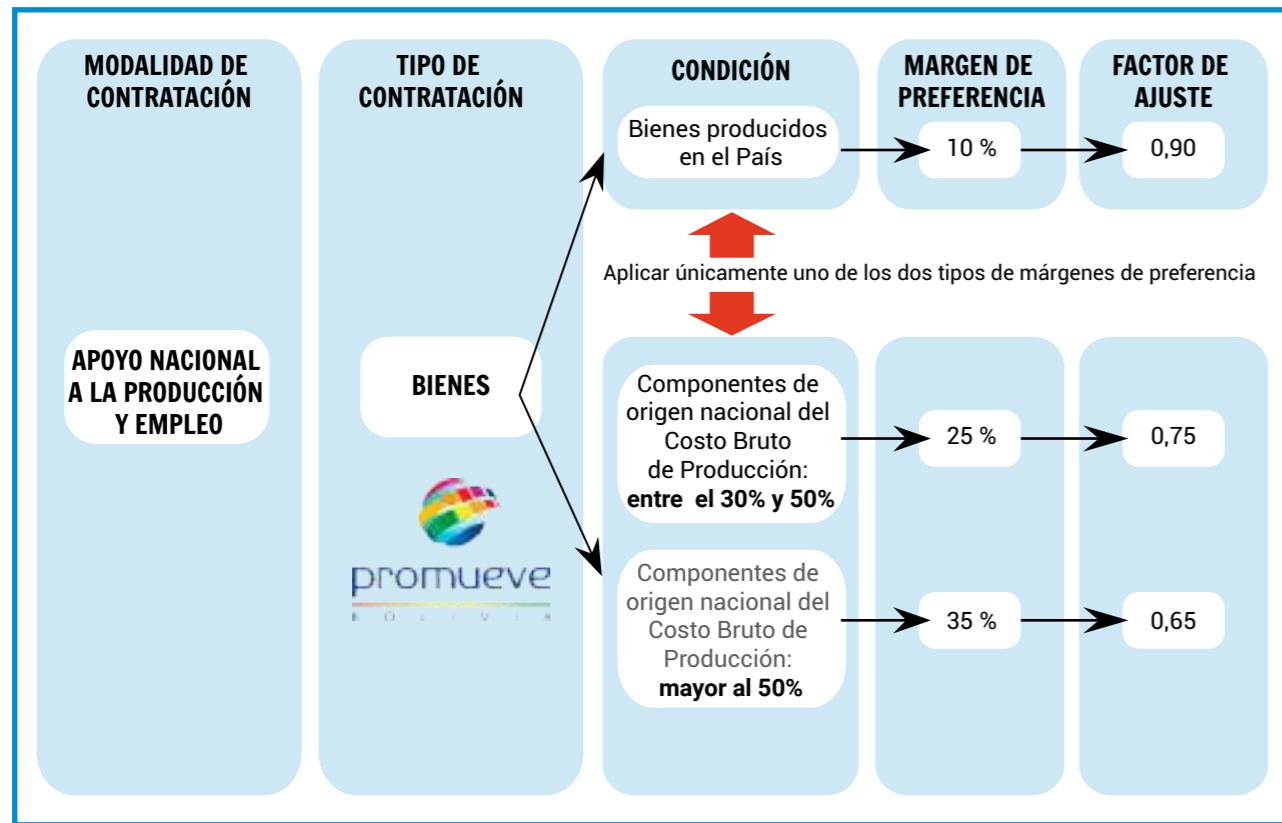 MODALIDAD DE
CONTRATACIÓN
TIPO DE
CONTRATACIÓN
CONDICIÓN
MARGEN DE
PREFERENCIA
FACTOR DE
AJUSTE
Bienes producidos
en el País
10 %
0,90
Aplicar únicamente uno de los dos tipos de márgenes de preferencia
APOYO NACIONAL
A LA PRODUCCIÓN
Y EMPLEO
BIENES
promueve
BOLIVIA
Componentes de
origen nacional del
Costo Bruto
de Producción:
entre el 30% y 50%
25 %
0,75
Componentes de
origen nacional del
Costo Bruto de
Producción:
mayor al 50%
35 %
0,65